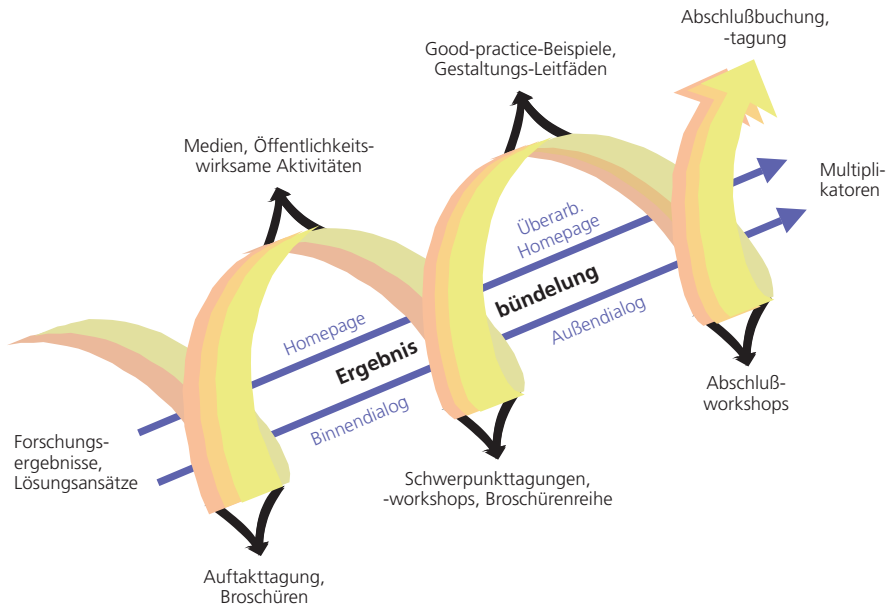 Abschlußbuchung,
-tagung
Good-practice-Beispiele,
Gestaltungs-Leitfäden
Medien, Öffentlichkeits-
wirksame Aktivitäten
Multipli-
katoren
Überarb.
Homepage
bündelung
Außendialog
Homepage
Ergebnis
Binnendialog
Abschluß-
workshops
Forschungs-
ergebnisse,
Lösungsansätze
Schwerpunkttagungen,
-workshops, Broschürenreihe
Auftakttagung,
Broschüren